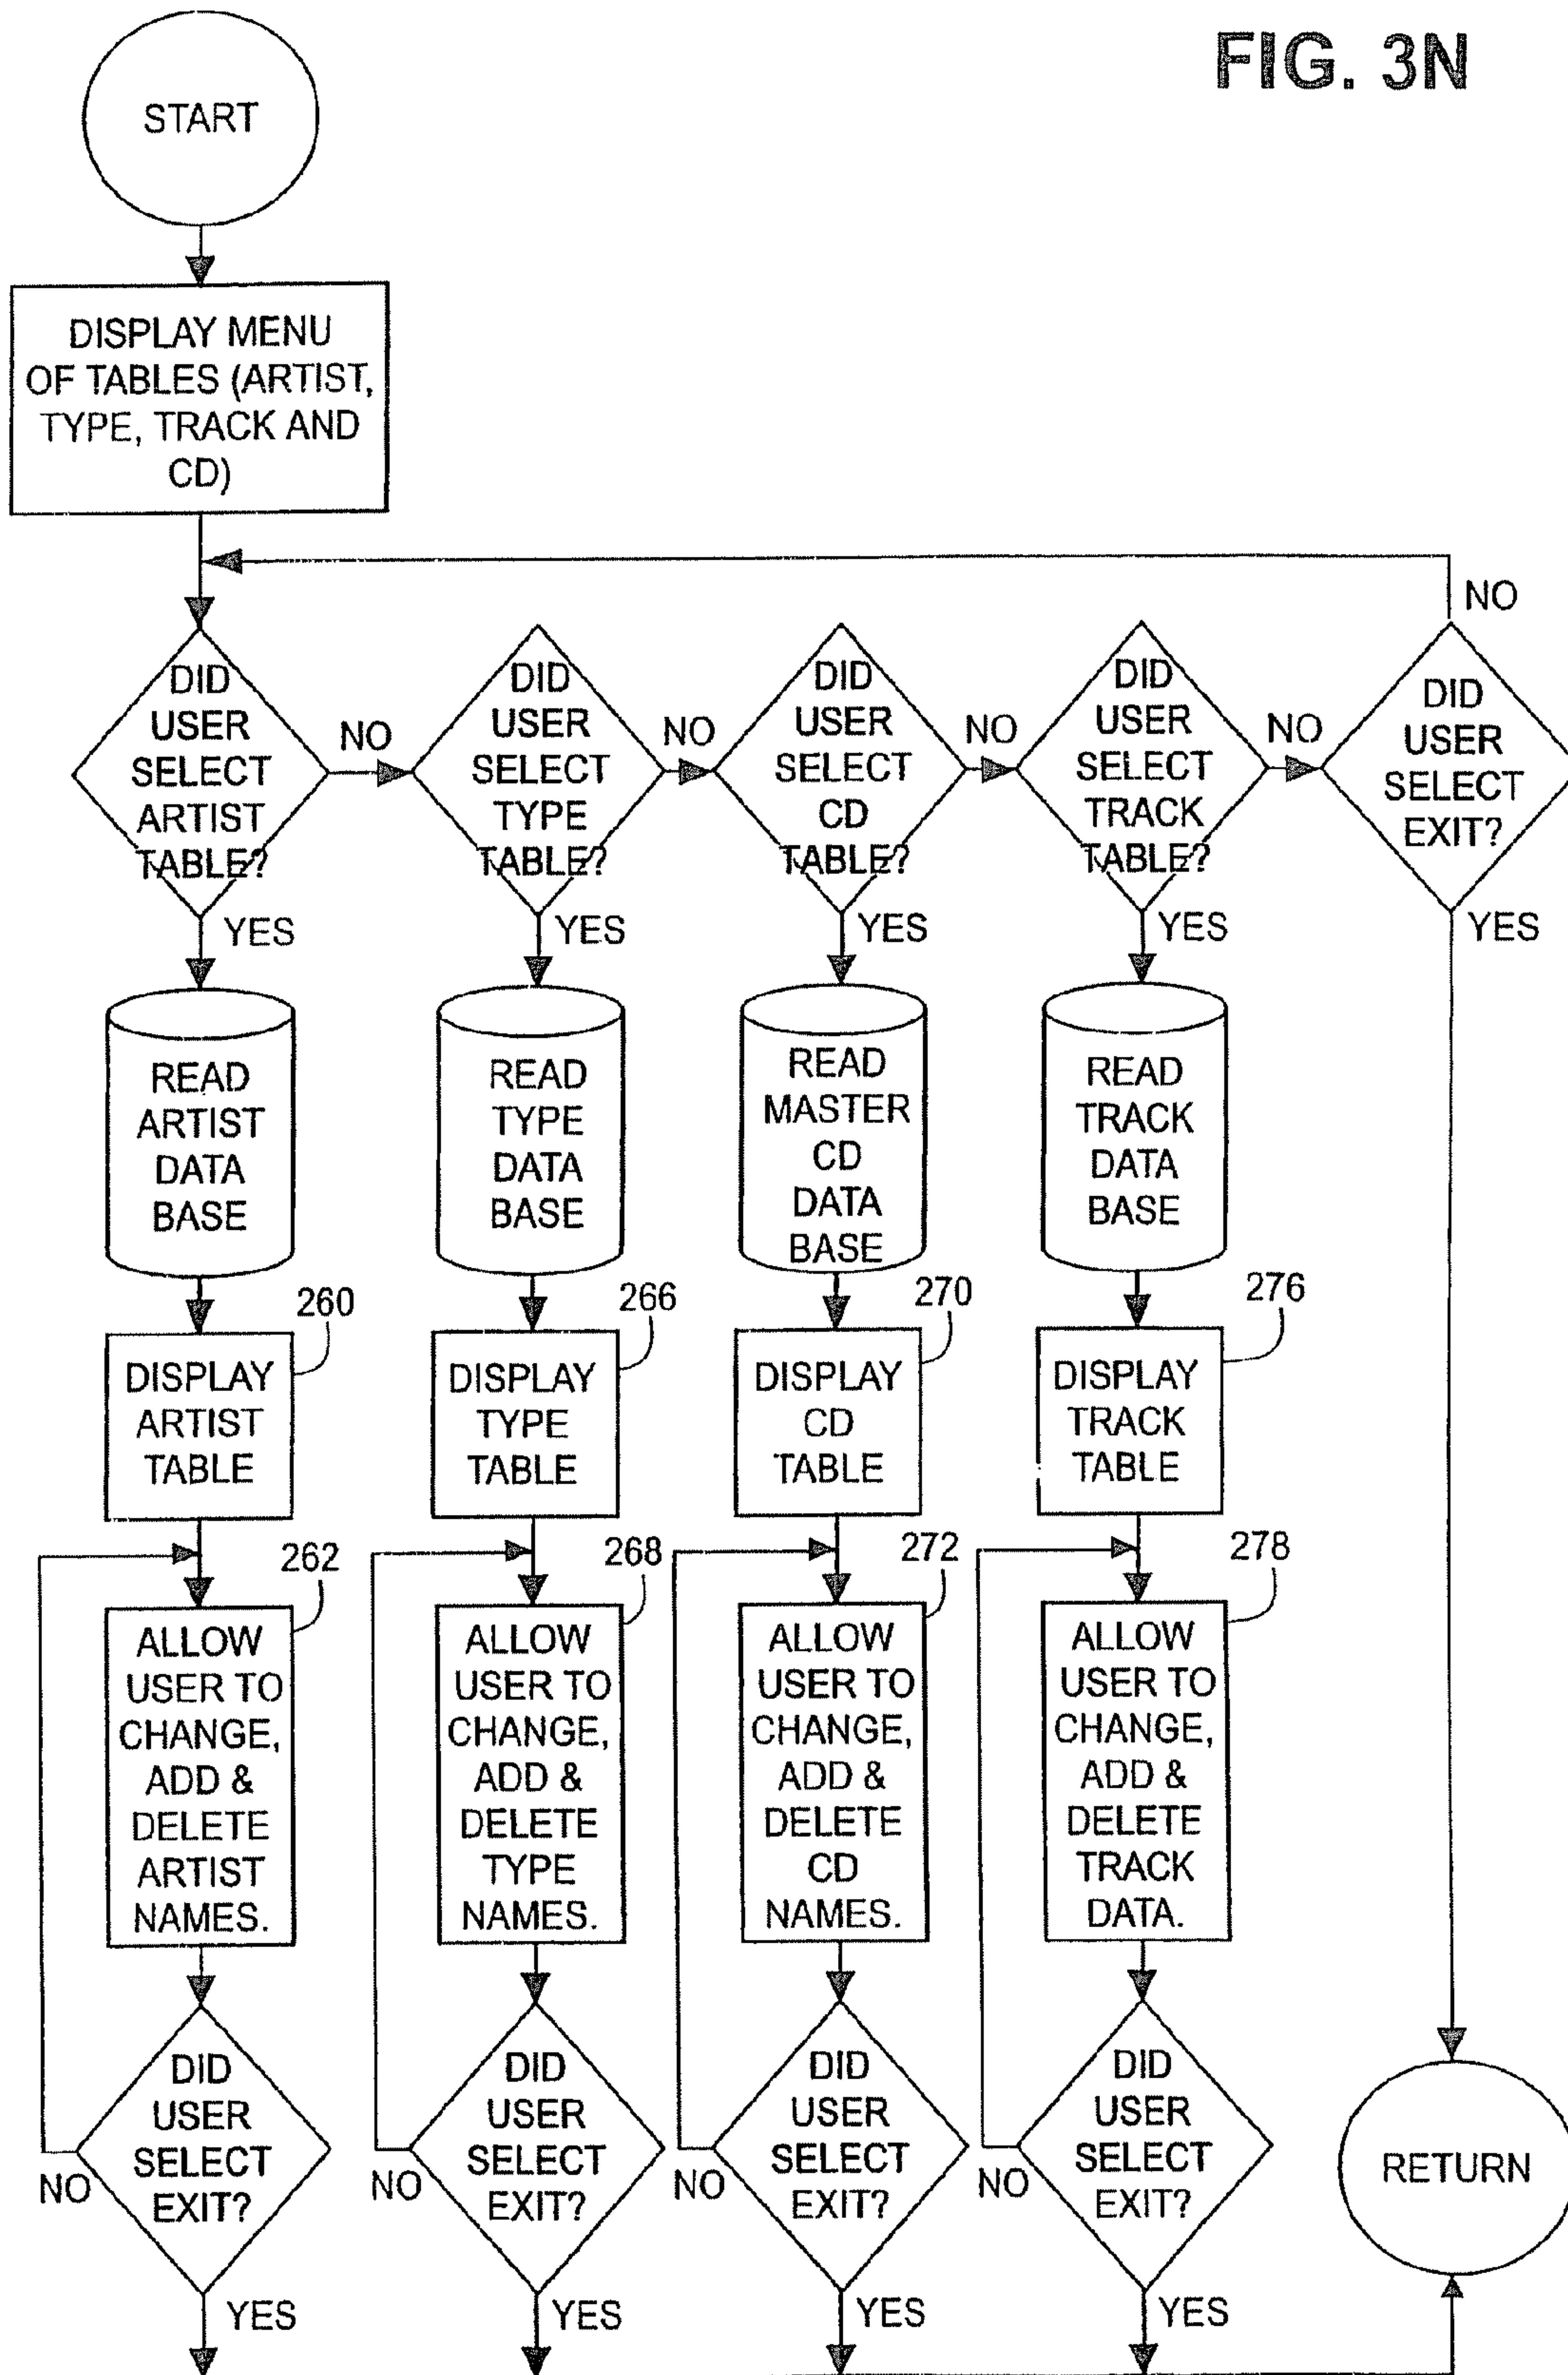 FIG. 3N
START
DISPLAY MENU
OF TABLES (ARTIST,
TYPE, TRACK AND
CD)
DID
USER
SELECT
ARTIST
TABLE?
NO
YES
DID
USER
SELECT
TYPE
TABLE?
NO
YES
DID
USER
SELECT
CD
TABLE?
NO
YES
DID
USER
SELECT
TRACK
TABLE?
NO
YES
DID
USER
SELECT
EXIT?
NO
YES
READ
ARTIST
DATA
BASE
READ
TYPE
DATA
BASE
READ
MASTER
CD
DATA
BASE
READ
TRACK
DATA
BASE
260
DISPLAY
ARTIST
TABLE
266
DISPLAY
TYPE
TABLE
270
DISPLAY
CD
TABLE
276
DISPLAY
TRACK
TABLE
262
ALLOW
USER TO
CHANGE,
ADD &
DELETE
ARTIST
NAMES.
268
ALLOW
USER TO
CHANGE,
ADD &
DELETE
TYPE
NAMES.
272
ALLOW
USER TO
CHANGE,
ADD &
DELETE
CD
NAMES.
278
ALLOW
USER TO
CHANGE,
ADD &
DELETE
TRACK
DATA.
DID
USER
SELECT
EXIT?
NO
YES
DID
USER
SELECT
EXIT?
NO
YES
DID
USER
SELECT
EXIT?
NO
YES
DID
USER
SELECT
EXIT?
NO
YES
RETURN